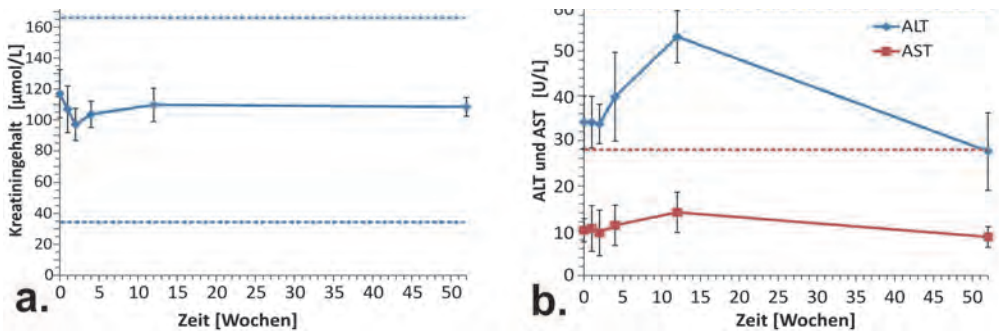 Kreatiningehalt [µmol/L]
160
140
120
100
80
60
40
20
0
0 5 10 15 20 25 30 35 40 45 50
Zeit [Wochen]
a.
ALT und AST [U/L]
60
50
40
30
20
10
0
0 5 10 15 20 25 30 35 40 45 50
Zeit [Wochen]
b.
ALT
AST